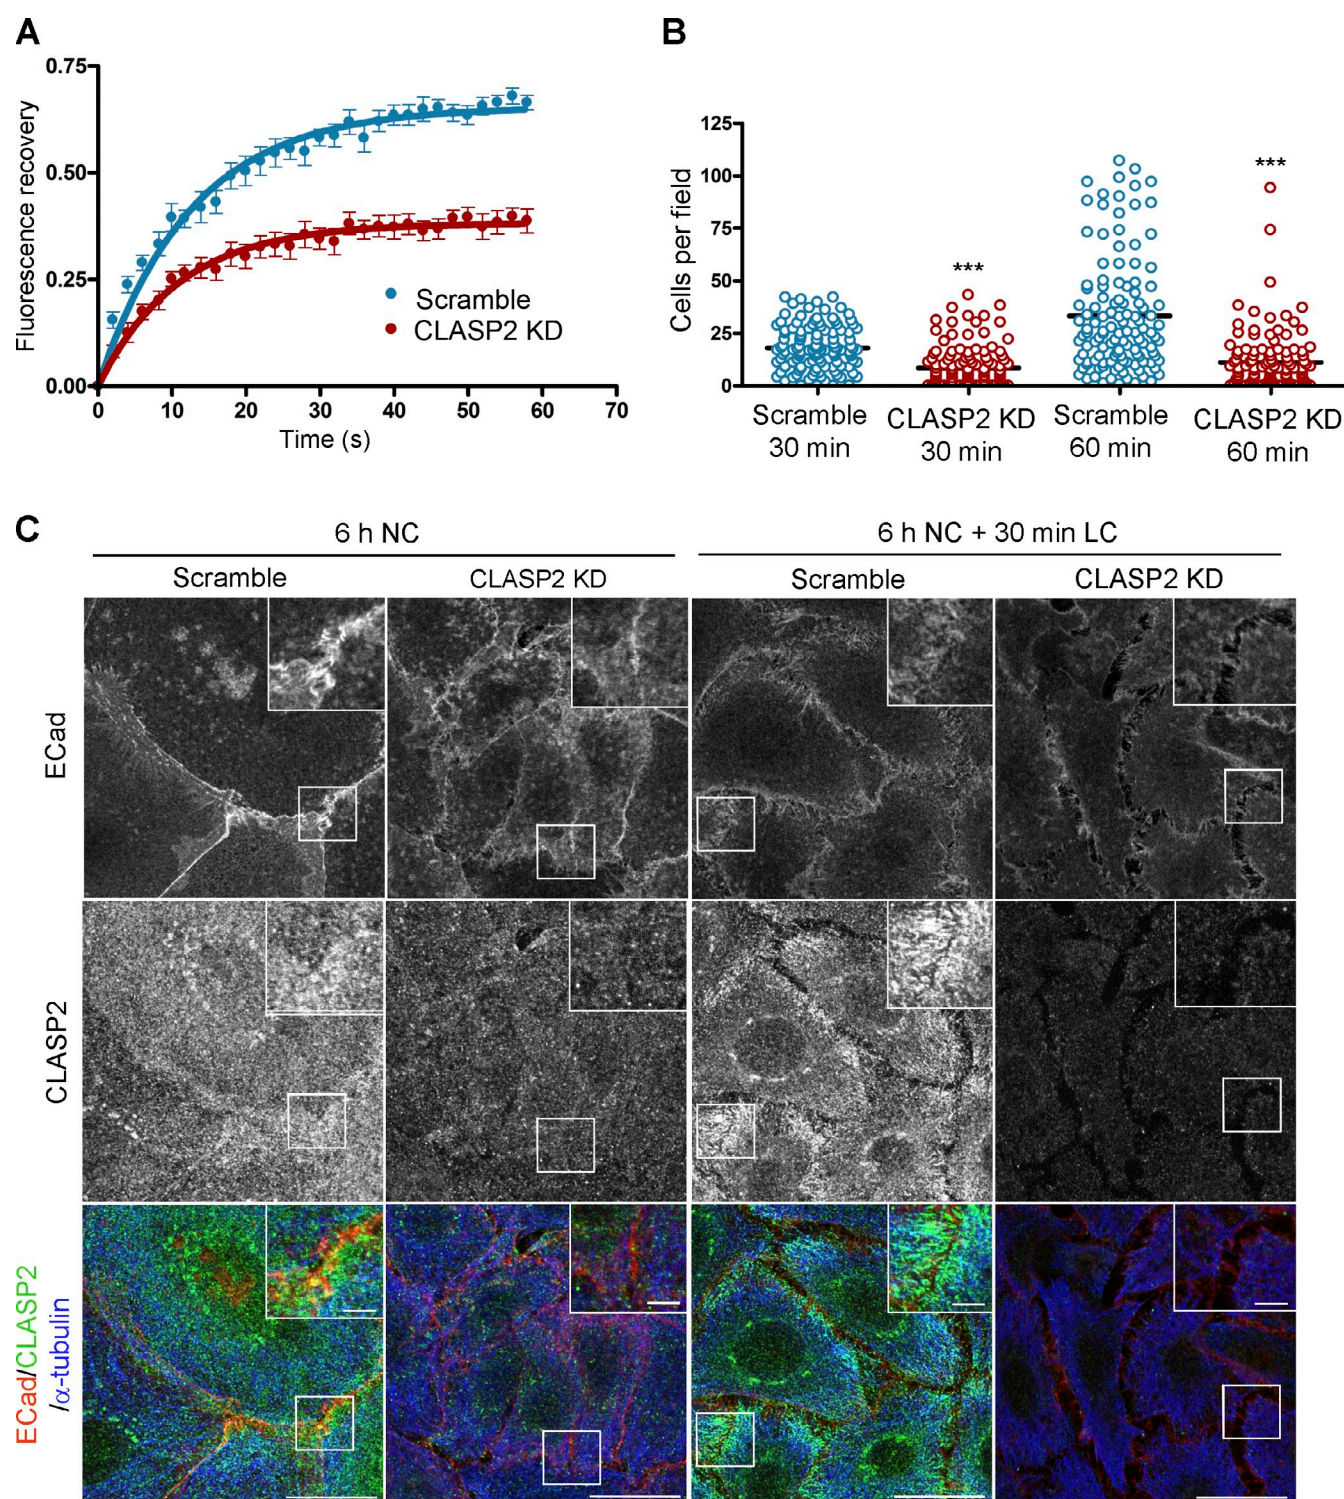 A
Fluorescence recovery
0.75
0.50
0.25
0.00
0 10 20 30 40 50 60 70
Time (s)
Scramble
CLASP2 KD
B
Cells per field
125
100
75
50
25
0
*** ***
Scramble 30 min
CLASP2 KD 30 min
Scramble 60 min
CLASP2 KD 60 min
C
6 h NC 6 h NC + 30 min LC
Scramble CLASP2 KD Scramble CLASP2 KD
ECad
CLASP2
ECad/CLASP2
/α-tubulin